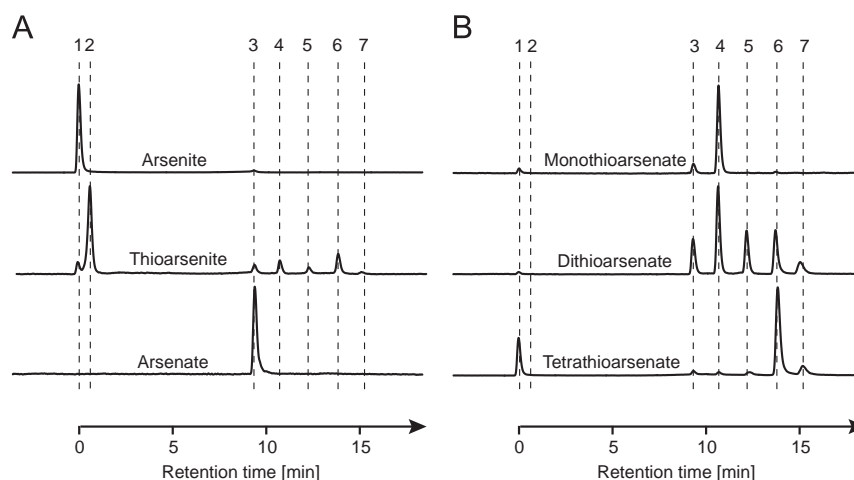 A
1 2 3 4 5 6 7
Arsenite
Thioarsenite
Arsenate
0 5 10 15
Retention time [min]
B
1 2 3 4 5 6 7
Monothioarsenate
Dithioarsenate
Tetrathioarsenate
0 10 15
Retention time [min]